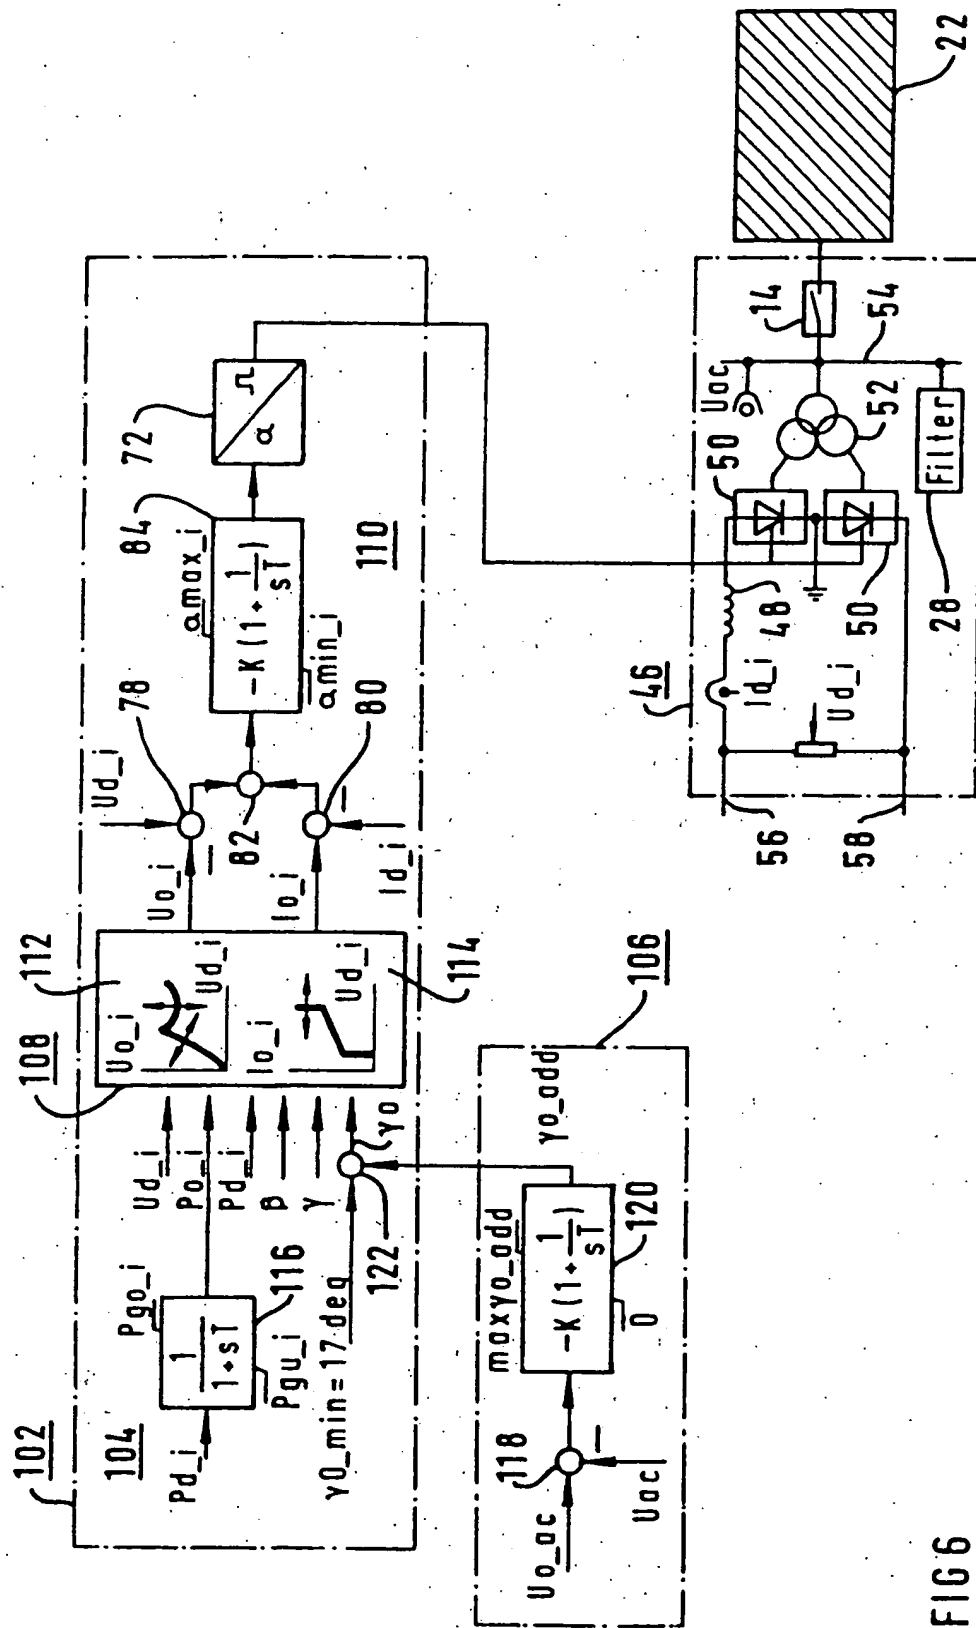 102
104
Pd_i
Pgo_i
1
1+sT
Pgu_i
116
γ0_min = 17 deg
122
γo
Ud_i
Po_i
Pd_i
β
γ
108
112
Uo_i
Ud_i
Io_i
Ud_i
114
Uo_i
Io_i
Ud_i
78
–
82
80
–
Id_i
αmax_i
84
-K (1+ 1/sT)
αmin_i
110
72
α
118
Uo_ac
–
Uac
maxγo_add
-K (1+ 1/sT)
0
120
γo_add
106
46
56
58
Id_i
Ud_i
48
50
50
Uac
52
54
14
Filter
28
22
FIG 6